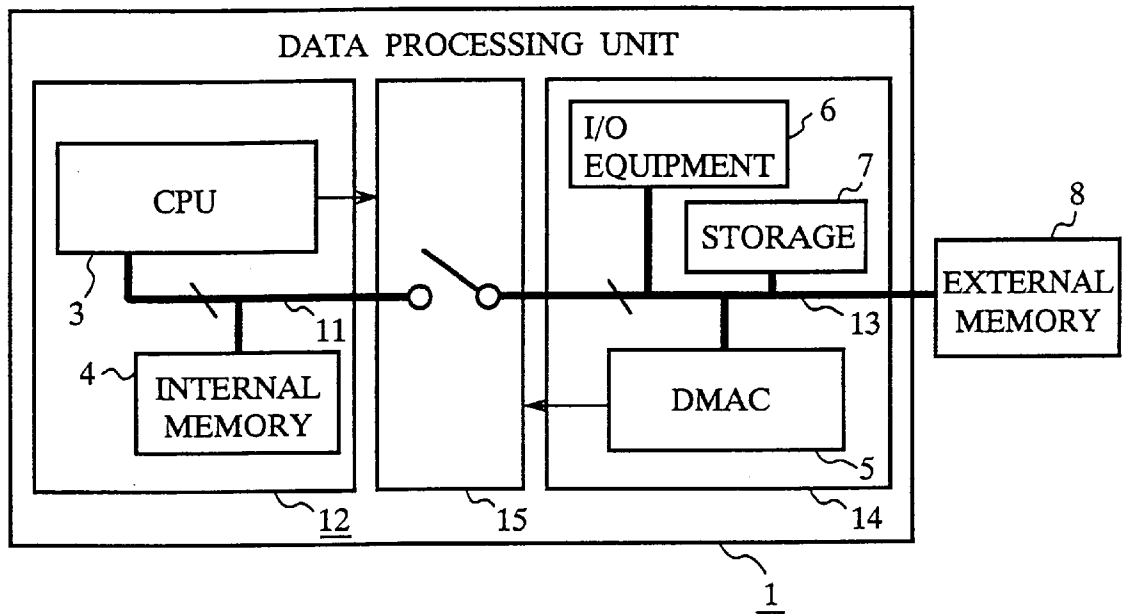 DATA PROCESSING UNIT
I/O
EQUIPMENT
6
7
CPU
STORAGE
8
EXTERNAL
MEMORY
3
11
13
4
INTERNAL
MEMORY
DMAC
5
12
15
14
1